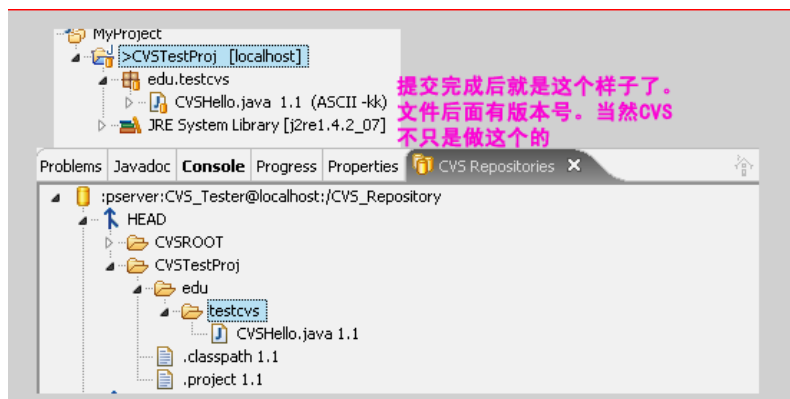 MyProject
>CVSTestProj [localhost]
edu.testcvs
CVSHello.java 1.1 (ASCII -kk)
JRE System Library [j2re1.4.2_07]
提交完成后就是这个样子了。
文件后面有版本号。当然CVS
不只是做这个的
Problems Javadoc Console Progress Properties CVS Repositories
:pserver:CVS_Tester@localhost:/CVS_Repository
HEAD
CVSROOT
CVSTestProj
edu
testcvs
CVSHello.java 1.1
.classpath 1.1
.project 1.1